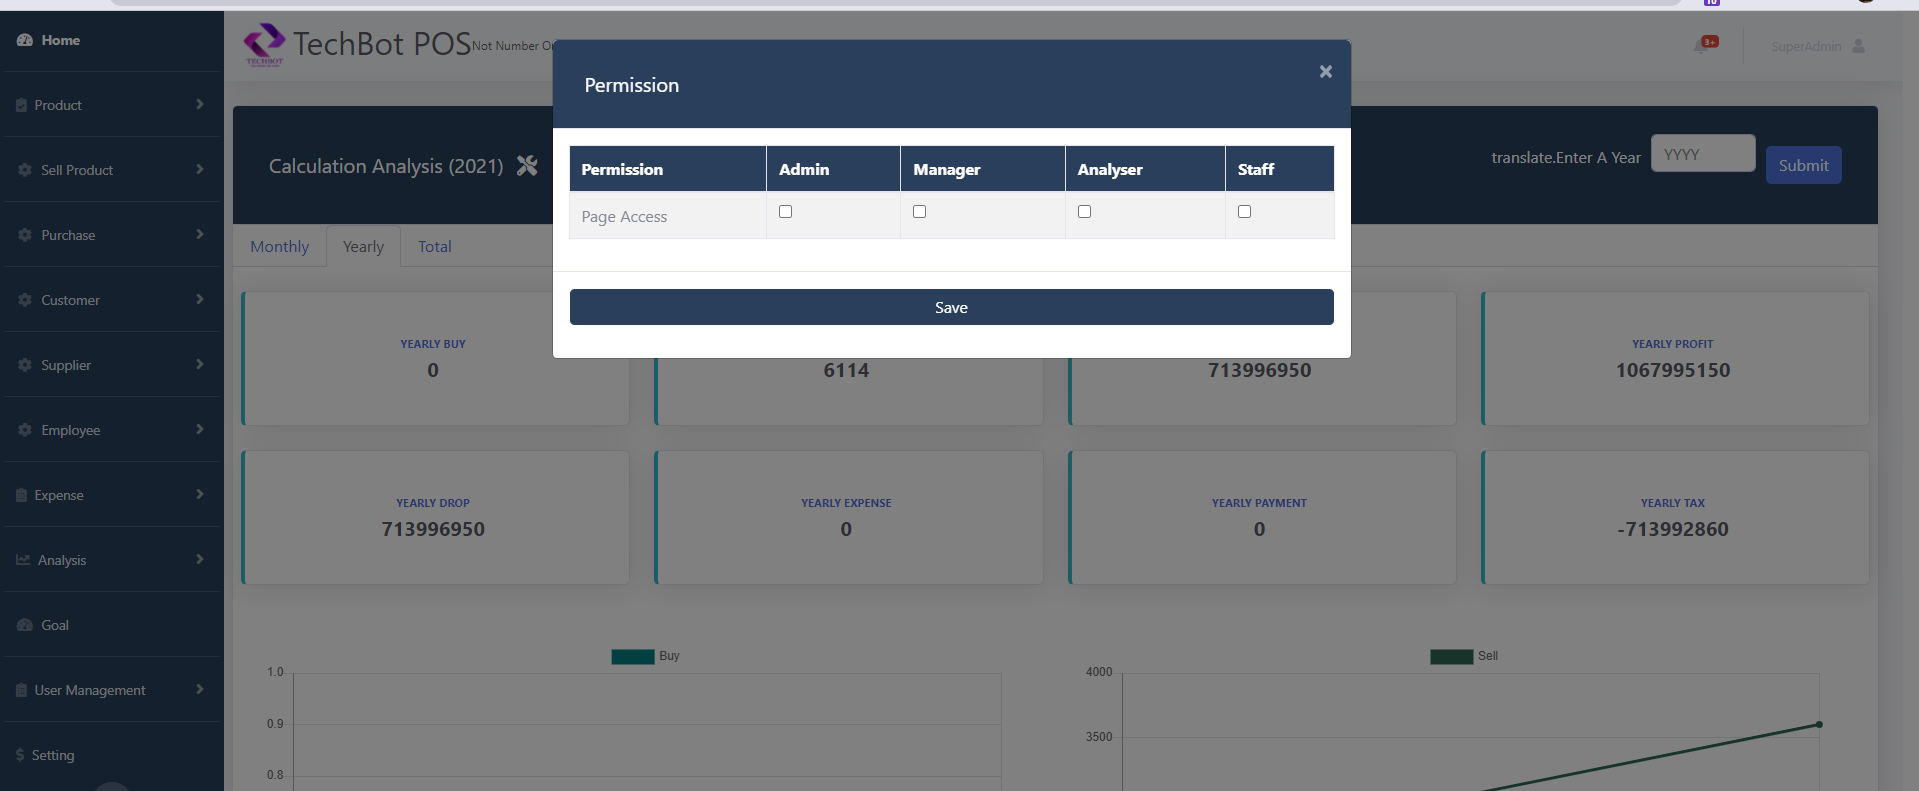 10
Home
Product
Sell Product
Purchase
Customer
Supplier
Employee
Expense
Analysis
Goal
User Management
$ Setting
TECHBOT
TechBot POS
Not Number
3+
SuperAdmin
Permission
×
Permission Admin Manager Analyser Staff
Page Access
Save
Calculation Analysis (2021)
translate.Enter A Year
YYYY
Submit
Monthly Yearly Total
YEARLY BUY
0
6114
713996950
YEARLY PROFIT
1067995150
YEARLY DROP
713996950
YEARLY EXPENSE
0
YEARLY PAYMENT
0
YEARLY TAX
-713992860
Buy
1.0
0.9
0.8
Sell
4000
3500